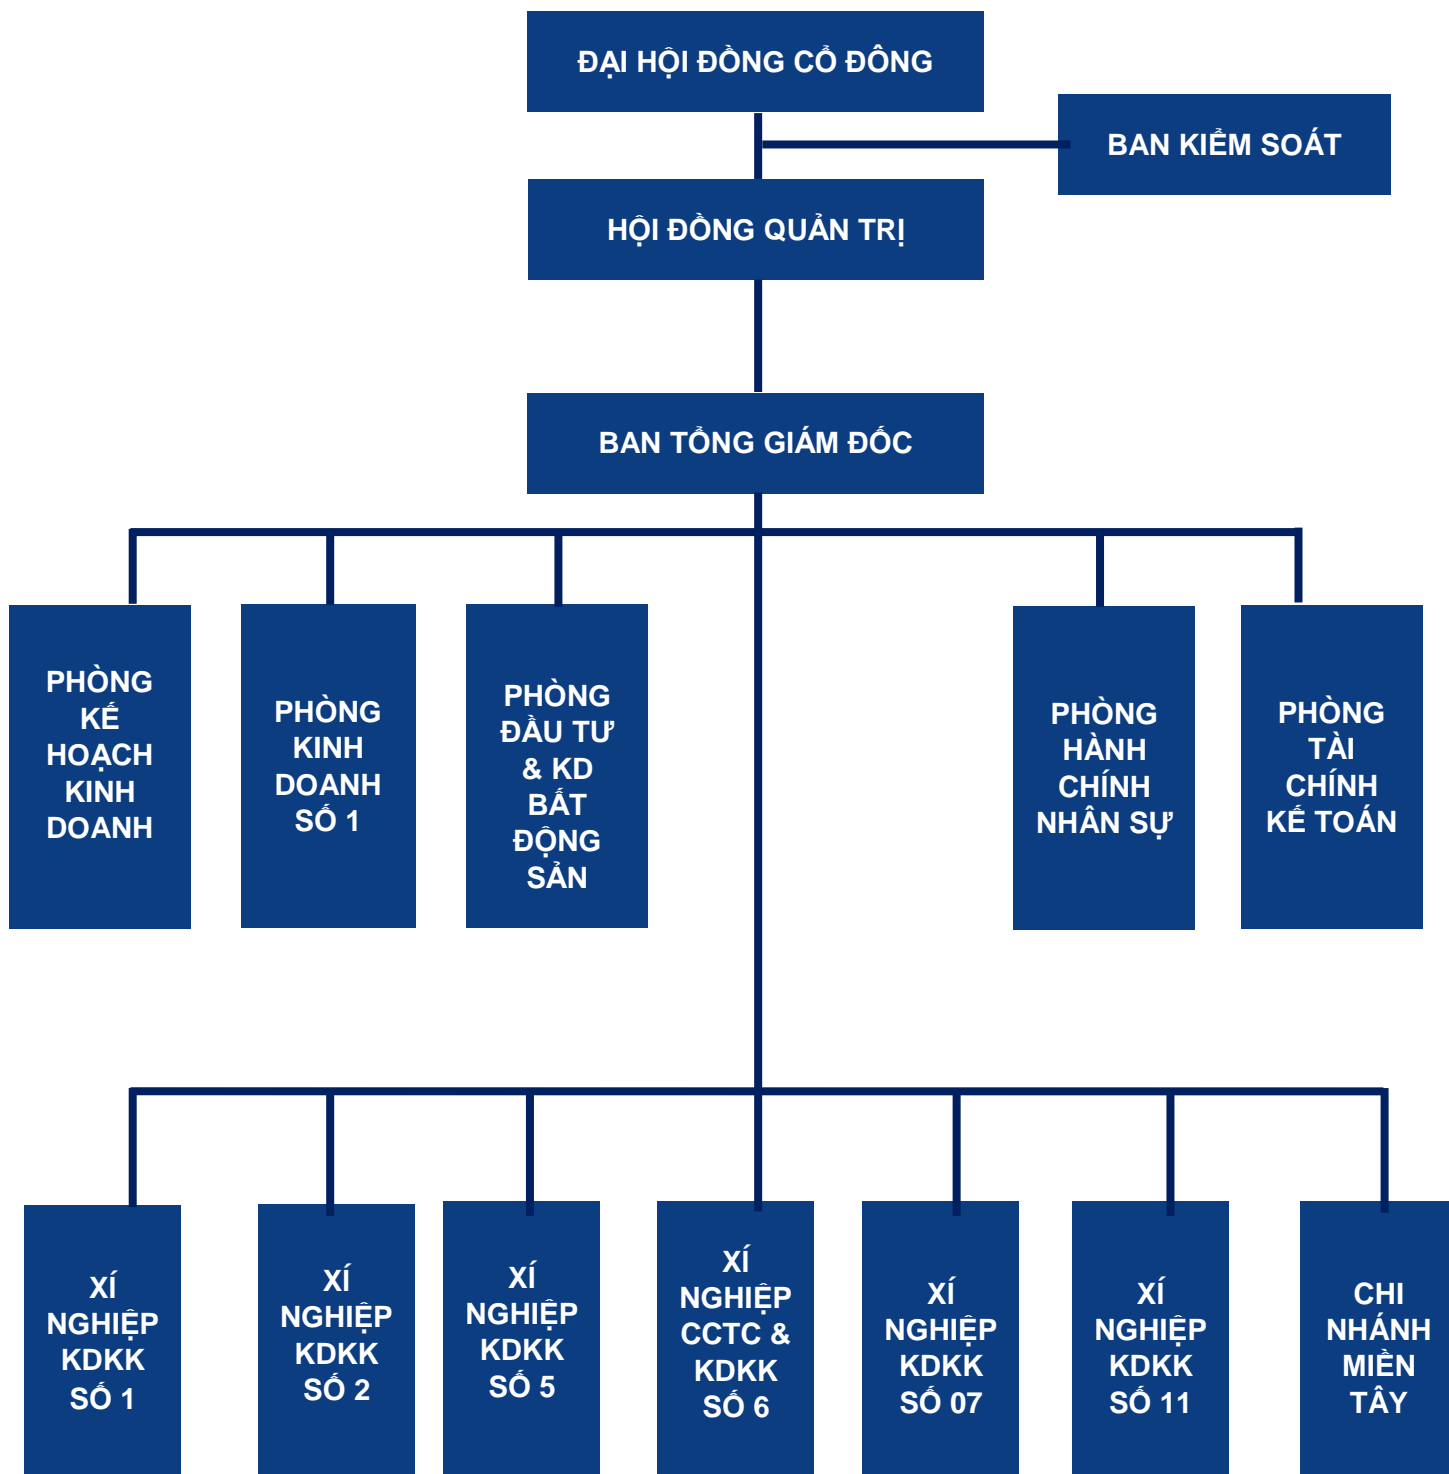 ĐẠI HỘI ĐỒNG CỔ ĐÔNG
BAN KIỂM SOÁT
HỘI ĐỒNG QUẢN TRỊ
BAN TỔNG GIÁM ĐỐC
PHÒNG
KẾ
HOẠCH
KINH
DOANH
PHÒNG
KINH
DOANH
SỐ 1
PHÒNG
ĐẦU TƯ
& KD
BẤT
ĐỘNG
SẢN
PHÒNG
HÀNH
CHÍNH
NHÂN SỰ
PHÒNG
TÀI
CHÍNH
KẾ TOÁN
XÍ
NGHIỆP
KDKK
SỐ 1
XÍ
NGHIỆP
KDKK
SỐ 2
XÍ
NGHIỆP
KDKK
SỐ 5
XÍ
NGHIỆP
CCTC &
KDKK
SỐ 6
XÍ
NGHIỆP
KDKK
SỐ 07
XÍ
NGHIỆP
KDKK
SỐ 11
CHI
NHÁNH
MIỀN
TÂY